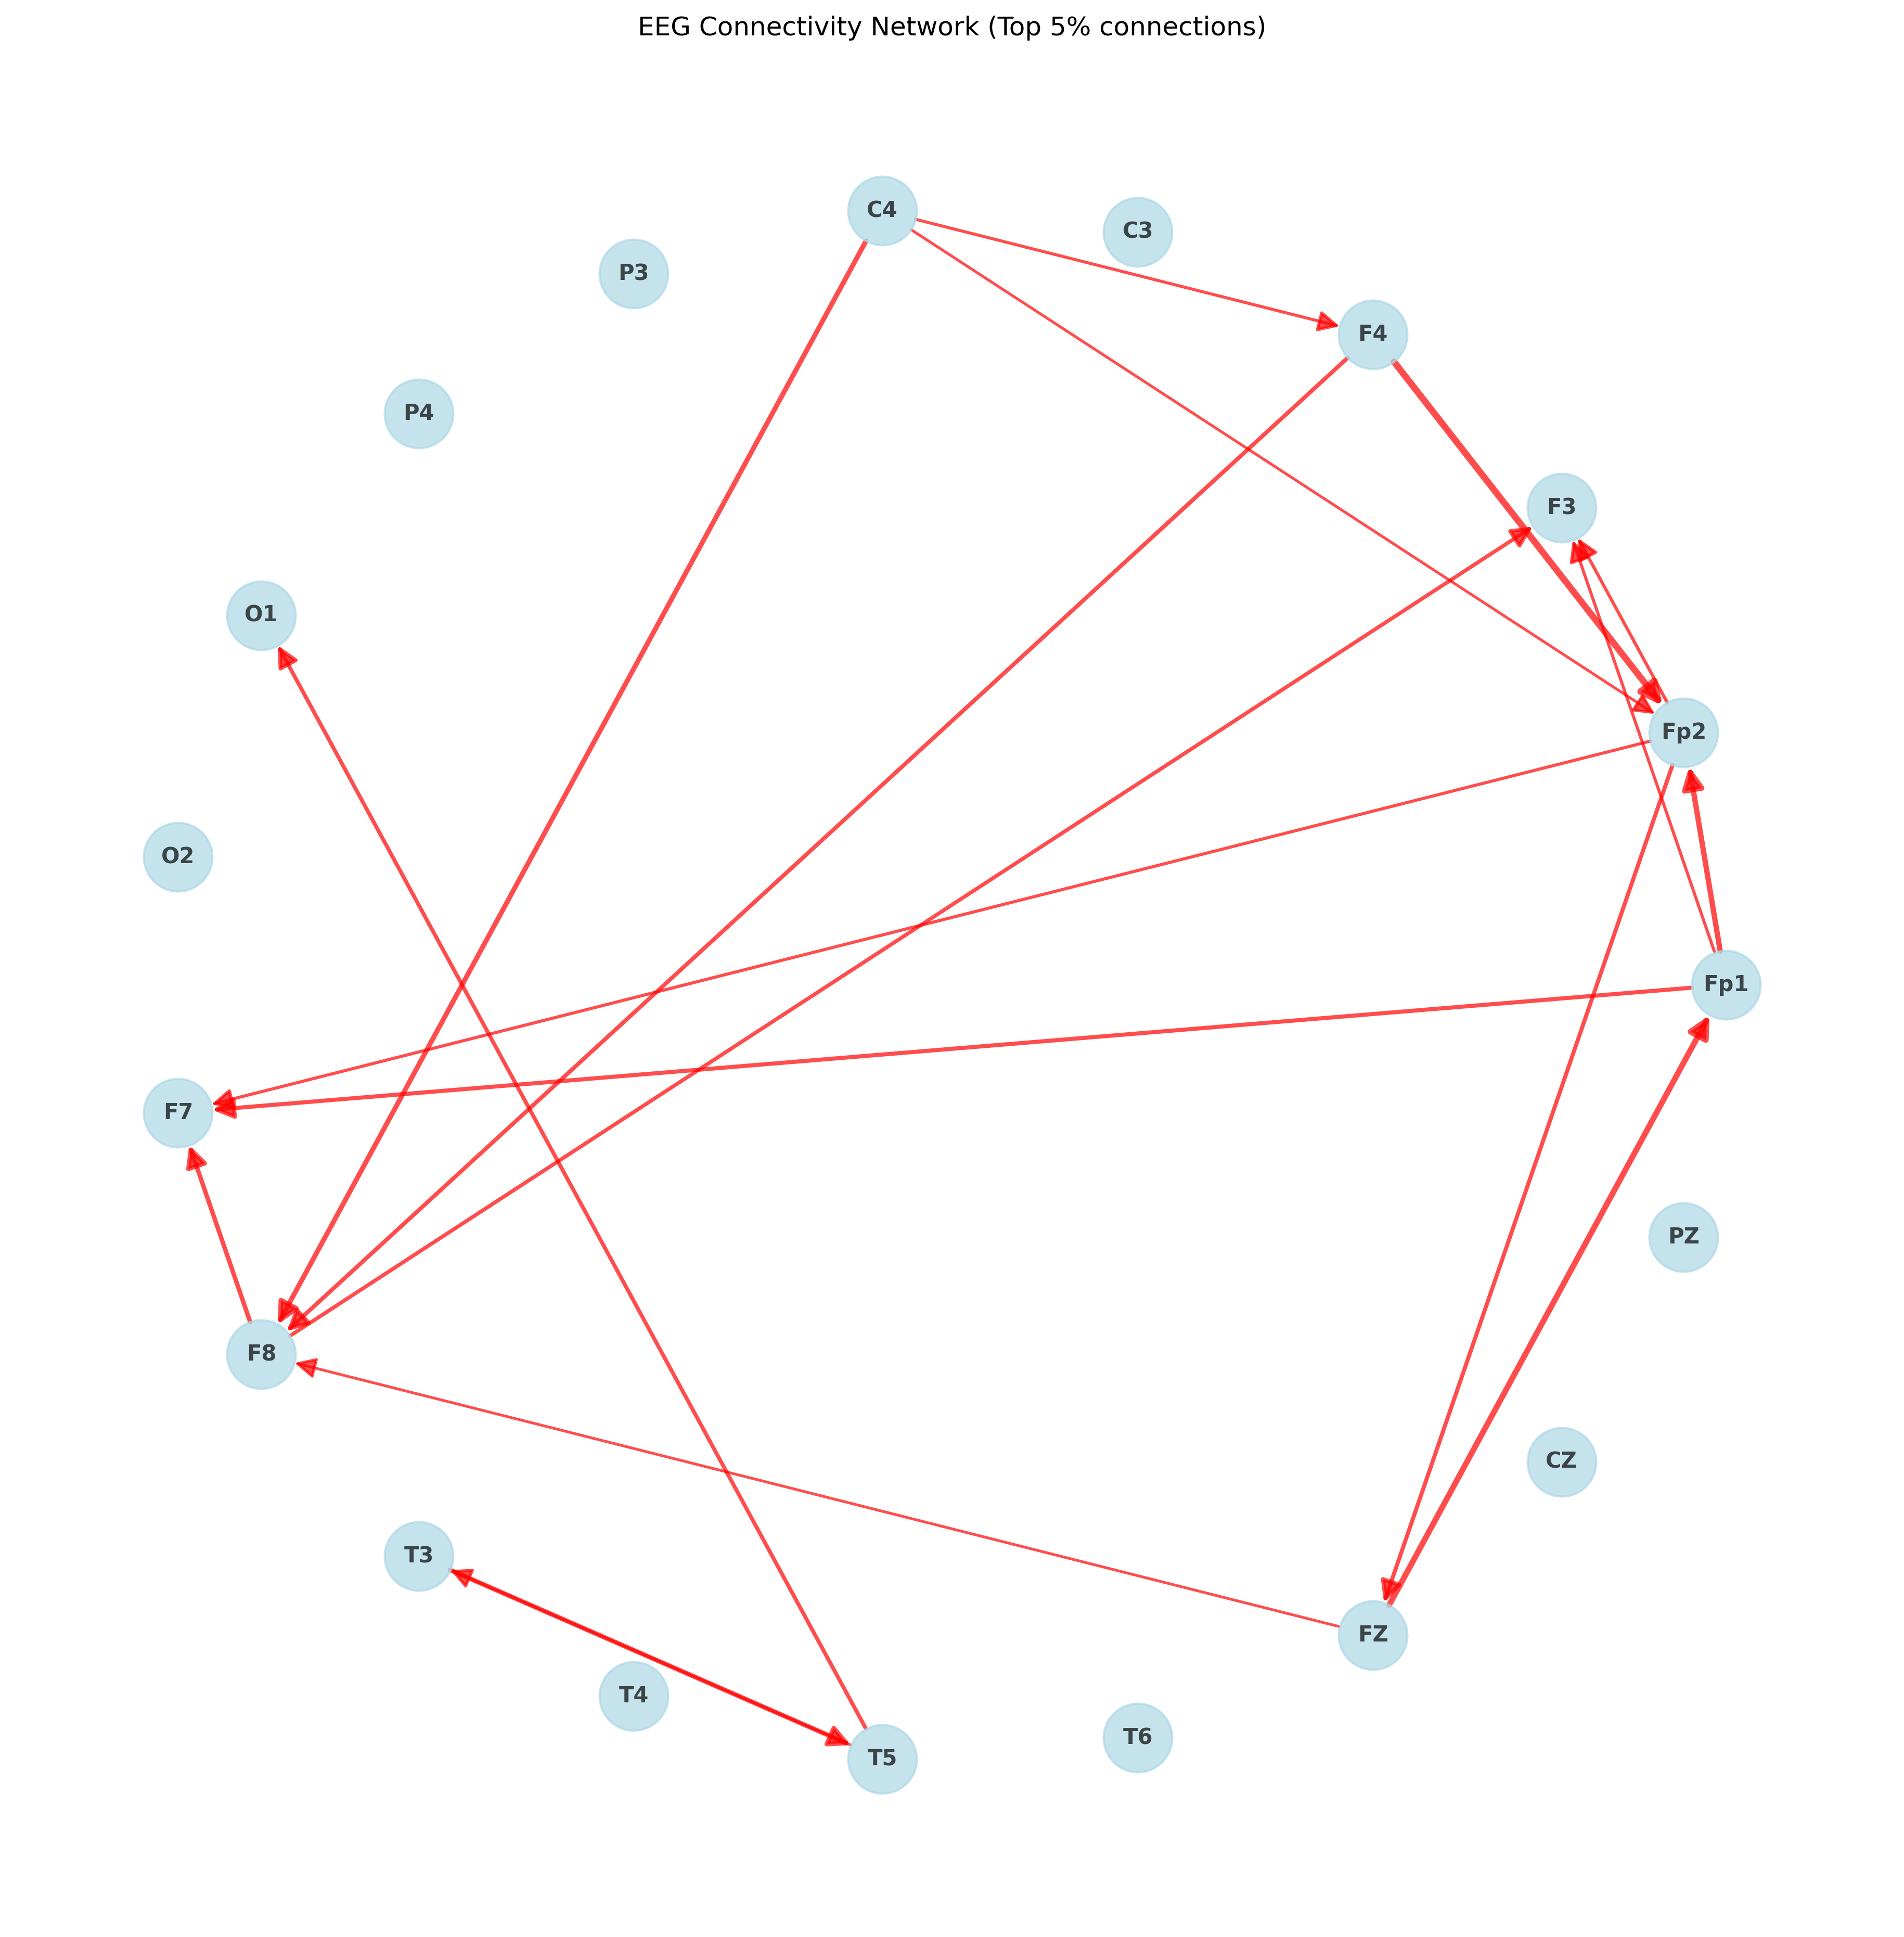 EEG Connectivity Network (Top 5% connections)
C4
C3
P3
F4
P4
F3
O1
Fp2
O2
Fp1
F7
PZ
F8
CZ
T3
FZ
T4
T6
T5